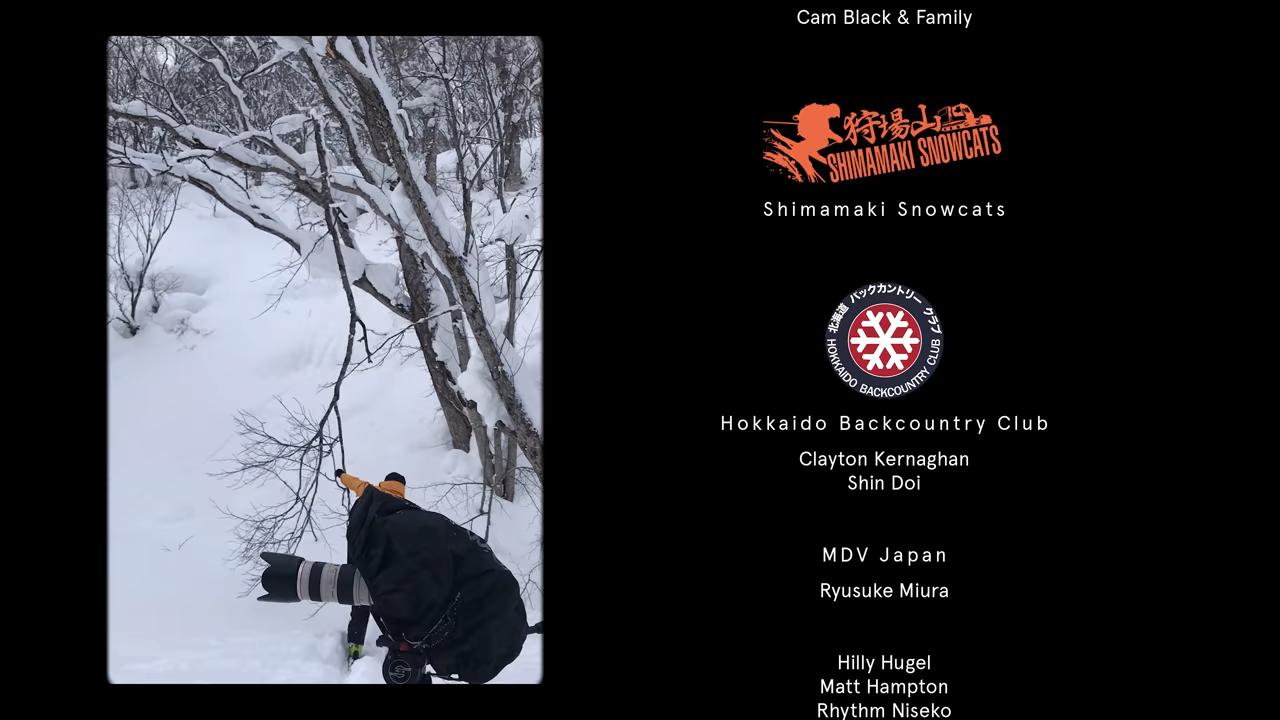 Cam Black & Family
狩場山
SHIMAMAKI SNOWCATS
Shimamaki Snowcats
北海道 バックカントリー クラブ
HOKKAIDO BACKCOUNTRY CLUB
Hokkaido Backcountry Club
Clayton Kernaghan
Shin Doi
MDV Japan
Ryusuke Miura
Hilly Hugel
Matt Hampton
Rhythm Niseko